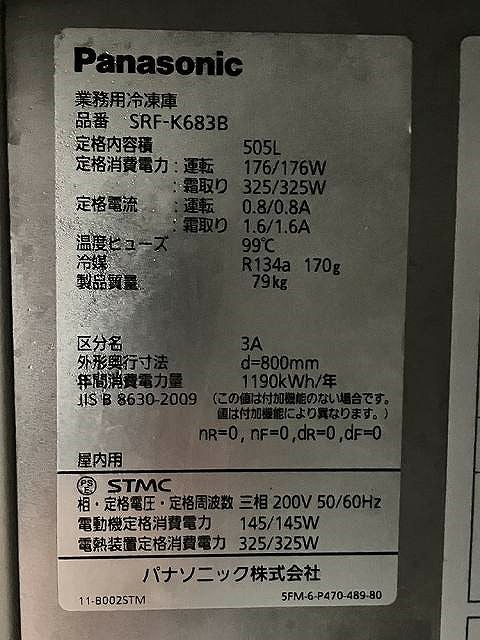 Panasonic
業務用冷凍庫
品番 SRF-K683B
定格内容積 505L
定格消費電力：運転 176/176W
：霜取り 325/325W
定格電流 ：運転 0.8/0.8A
：霜取り 1.6/1.6A
温度ヒューズ 99℃
冷媒 R134a 170g
製品質量 79kg
区分名 3A
外形奥行寸法 d=800mm
年間消費電力量 1190kWh/年
JIS B 8630-2009 (この値は付加機能のない場合です。
値は付加機能により異なります。)
nR=0, nF=0,dR=0,dF=0
屋内用
PS E STMC
相・定格電圧・定格周波数 三相 200V 50/60Hz
電動機定格消費電力 145/145W
電熱装置定格消費電力 325/325W
パナソニック株式会社
11-B002STM 5FM-6-P470-489-80